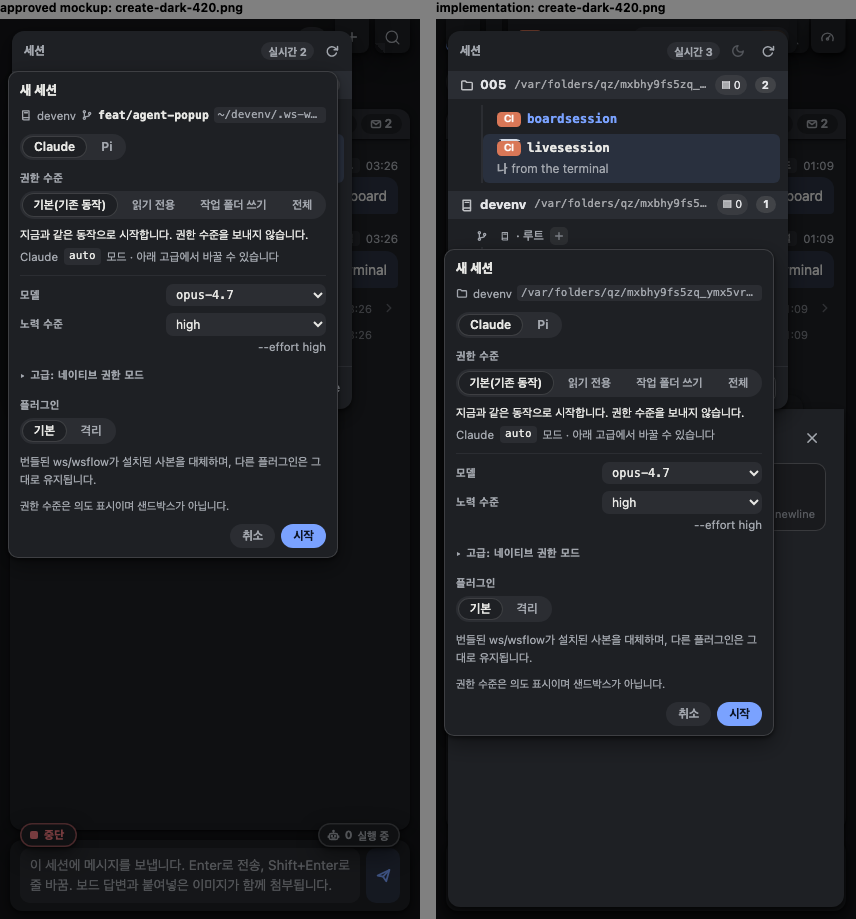 approved mockup: create-dark-420.png
세션
실시간 2
새 세션
devenv feat/agent-popup ~/devenv/.ws-w…
2
Claude Pi
03:26
권한 수준
board
기본(기존 동작) 읽기 전용 작업 폴더 쓰기 전체
지금과 같은 동작으로 시작합니다. 권한 수준을 보내지 않습니다.
03:26
Claude auto 모드 · 아래 고급에서 바꿀 수 있습니다
minal
모델 opus-4.7
3:26
노력 수준 high
:26
--effort high
고급: 네이티브 권한 모드
플러그인
기본 격리
번들된 ws/wsflow가 설치된 사본을 대체하며, 다른 플러그인은 그
대로 유지됩니다.
권한 수준은 의도 표시이며 샌드박스가 아닙니다.
취소 시작
중단
0 실행 중
이 세션에 메시지를 보냅니다. Enter로 전송, Shift+Enter로
줄 바꿈. 보드 답변과 붙여넣은 이미지가 함께 첨부됩니다.
implementation: create-dark-420.png
세션
실시간 3
005 /var/folders/qz/mxbhy9fs5zq_… 0 2
CI boardsession
2
CI livesession
나 from the terminal
01:09
board
devenv /var/folders/qz/mxbhy9fs5… 0 1
· 루트 +
01:09
새 세션
minal
devenv /var/folders/qz/mxbhy9fs5zq_ymx5vr…
:09
Claude Pi
:09
권한 수준
기본(기존 동작) 읽기 전용 작업 폴더 쓰기 전체
지금과 같은 동작으로 시작합니다. 권한 수준을 보내지 않습니다.
Claude auto 모드 · 아래 고급에서 바꿀 수 있습니다
모델 opus-4.7
노력 수준 high
newline
--effort high
고급: 네이티브 권한 모드
플러그인
기본 격리
번들된 ws/wsflow가 설치된 사본을 대체하며, 다른 플러그인은 그
대로 유지됩니다.
권한 수준은 의도 표시이며 샌드박스가 아닙니다.
취소 시작